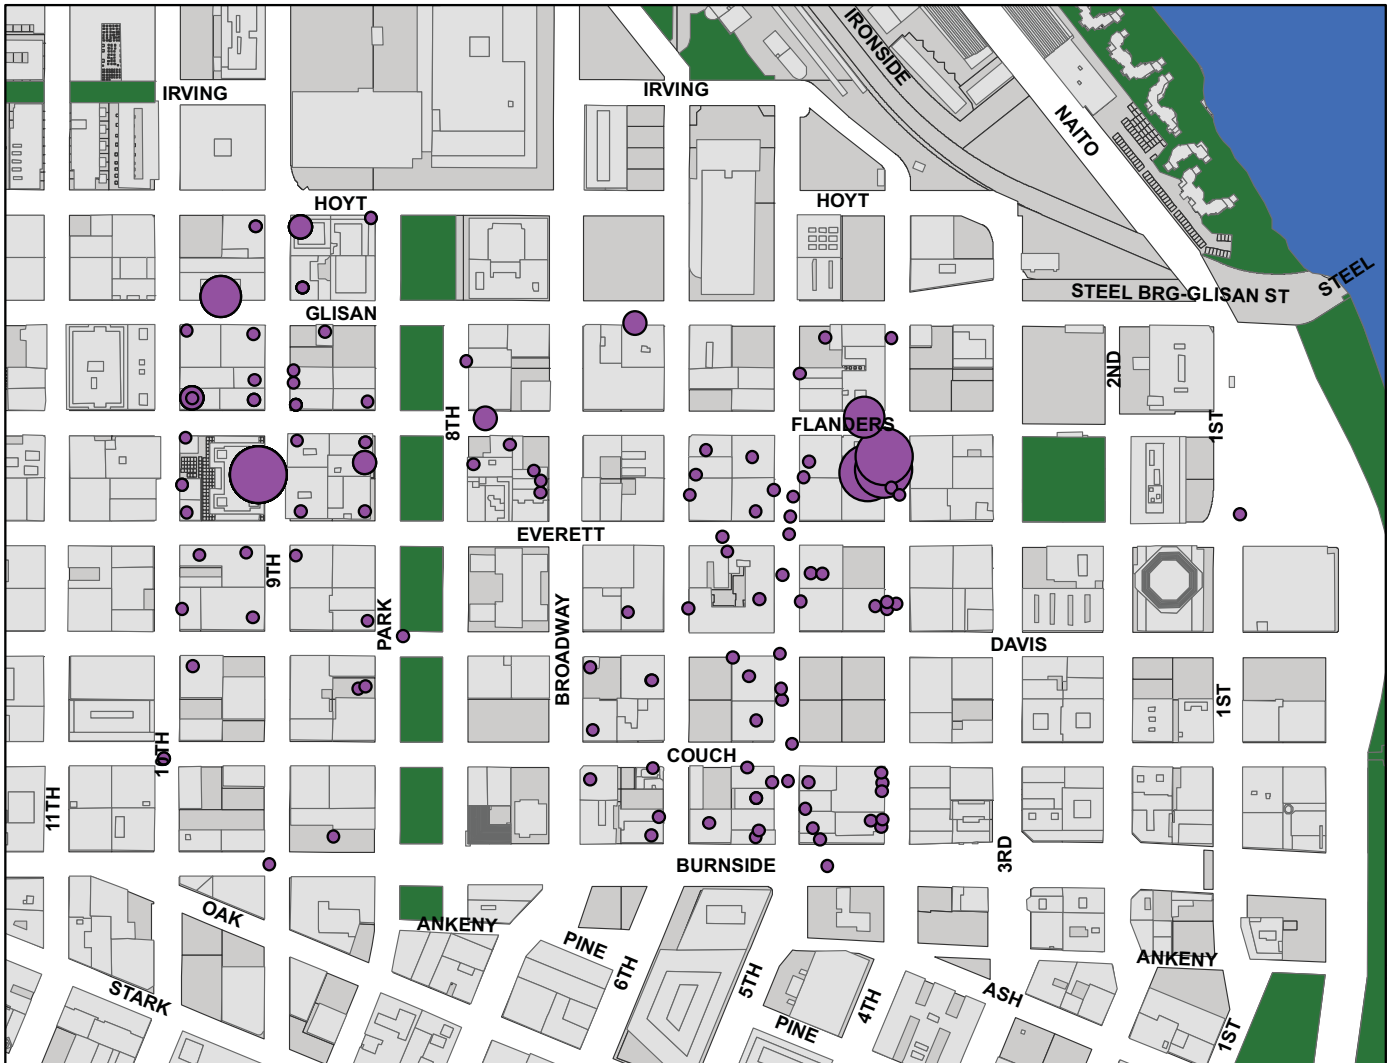 IRONSIDE
IRVING
IRVING
NAITO
HOYT
HOYT
STEEL
STEEL BRG-GLISAN ST
GLISAN
2ND
8TH
1ST
FLANDERS
EVERETT
9TH
PARK
BROADWAY
DAVIS
1ST
10TH
COUCH
11TH
BURNSIDE
3RD
OAK
ANKENY
PINE
6TH
5TH
ANKENY
STARK
4TH
ASH
PINE
1ST